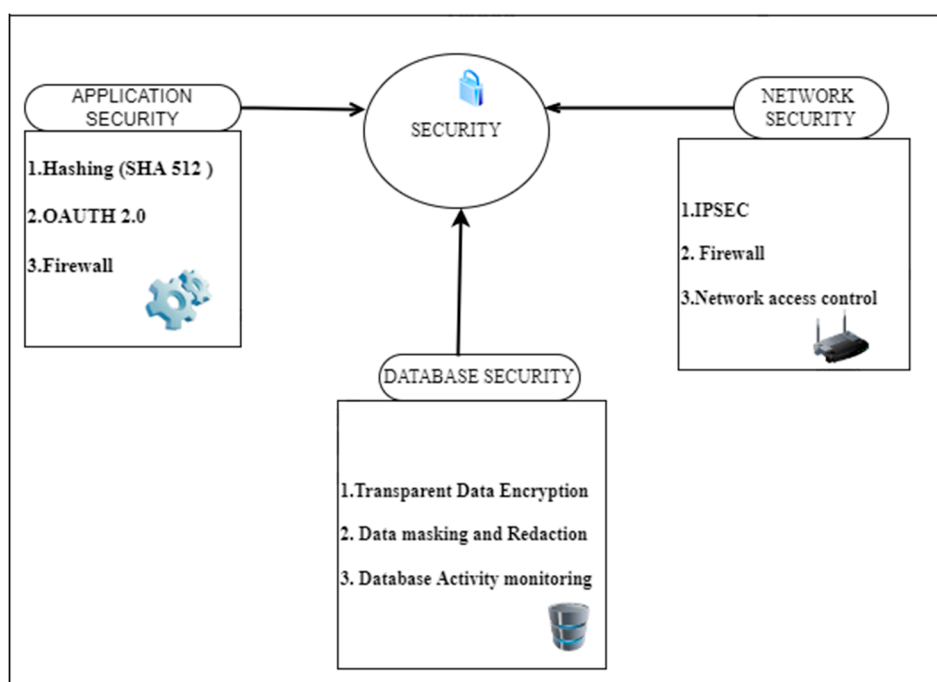 APPLICATION
SECURITY
1.Hashing (SHA 512 )
2.OAUTH 2.0
3.Firewall
SECURITY
NETWORK
SECURITY
1.IPSEC
2. Firewall
3.Network access control
DATABASE SECURITY
1.Transparent Data Encryption
2. Data masking and Redaction
3. Database Activity monitoring